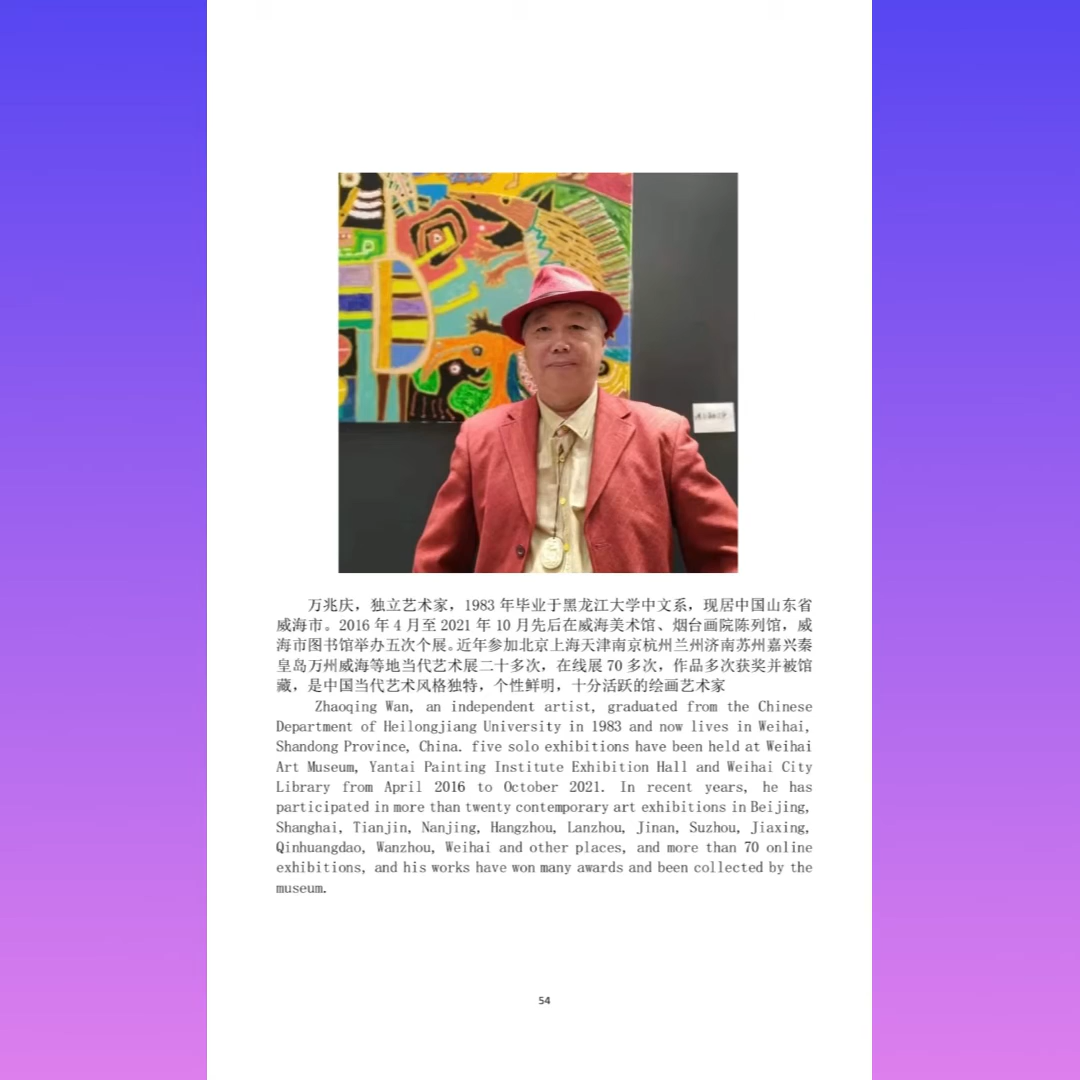 万兆庆，独立艺术家，1983 年毕业于黑龙江大学中文系，现居中国山东省
威海市。2016 年 4 月至 2021 年 10 月先后在威海美术馆、烟台画院陈列馆，威
海市图书馆举办五次个展。近年参加北京上海天津南京杭州兰州济南苏州嘉兴秦
皇岛万州威海等地当代艺术展二十多次，在线展 70 多次，作品多次获奖并被馆
藏，是中国当代艺术风格独特，个性鲜明，十分活跃的绘画艺术家
Zhaoqing Wan, an independent artist, graduated from the Chinese
Department of Heilongjiang University in 1983 and now lives in Weihai,
Shandong Province, China. five solo exhibitions have been held at Weihai
Art Museum, Yantai Painting Institute Exhibition Hall and Weihai City
Library from April 2016 to October 2021. In recent years, he has
participated in more than twenty contemporary art exhibitions in Beijing,
Shanghai, Tianjin, Nanjing, Hangzhou, Lanzhou, Jinan, Suzhou, Jiaxing,
Qinhuangdao, Wanzhou, Weihai and other places, and more than 70 online
exhibitions, and his works have won many awards and been collected by the
museum.
54